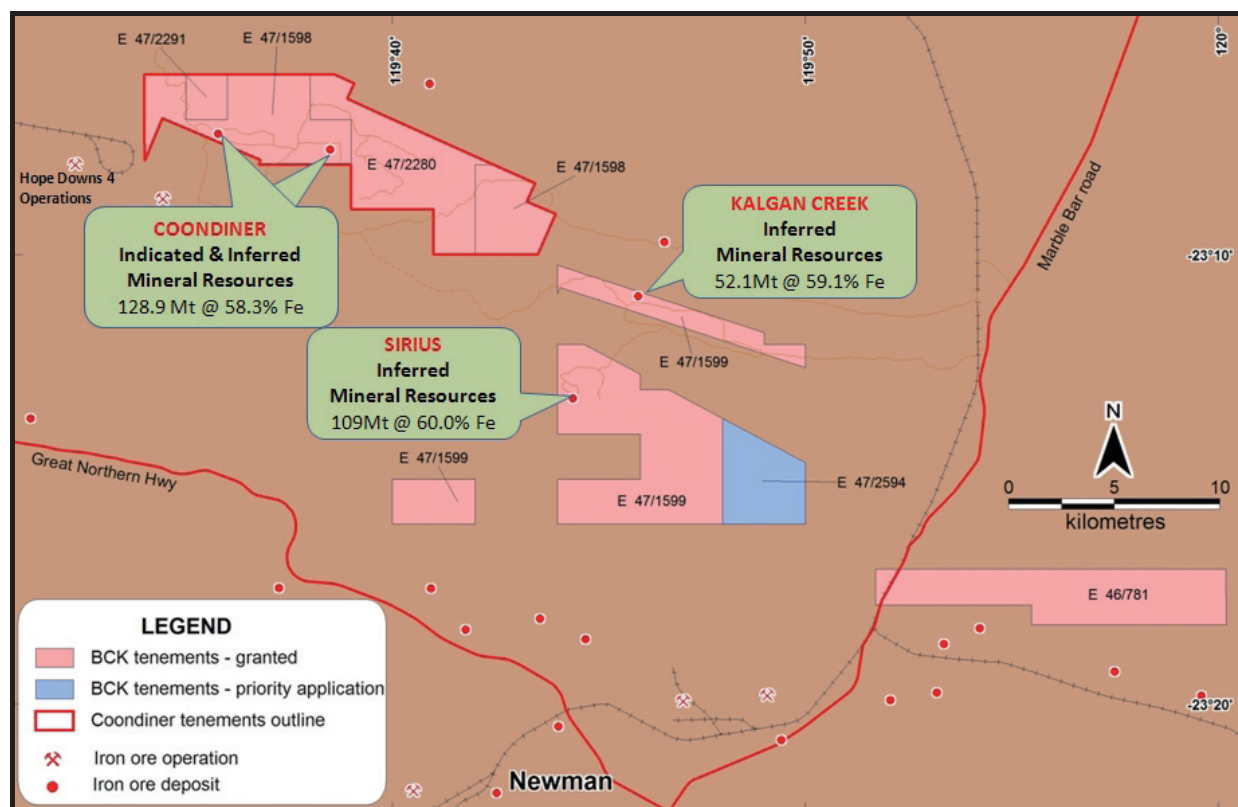 E 47/2291
E 47/1598
119°40'
119°50'
120°
E 47/2280
E 47/1598
Hope Downs 4
Operations
COONDINER
Indicated & Inferred
Mineral Resources
128.9 Mt @ 58.3% Fe
KALGAN CREEK
Inferred
Mineral Resources
52.1Mt @ 59.1% Fe
Marble Bar road
-23°10'
SIRIUS
Inferred
Mineral Resources
109Mt @ 60.0% Fe
E 47/1599
Great Northern Hwy
E 47/1599
E 47/1599
E 47/2594
N
0 5 10
kilometres
E 46/781
-23°20'
LEGEND
BCK tenements - granted
BCK tenements - priority application
Coondiner tenements outline
Iron ore operation
Iron ore deposit
Newman